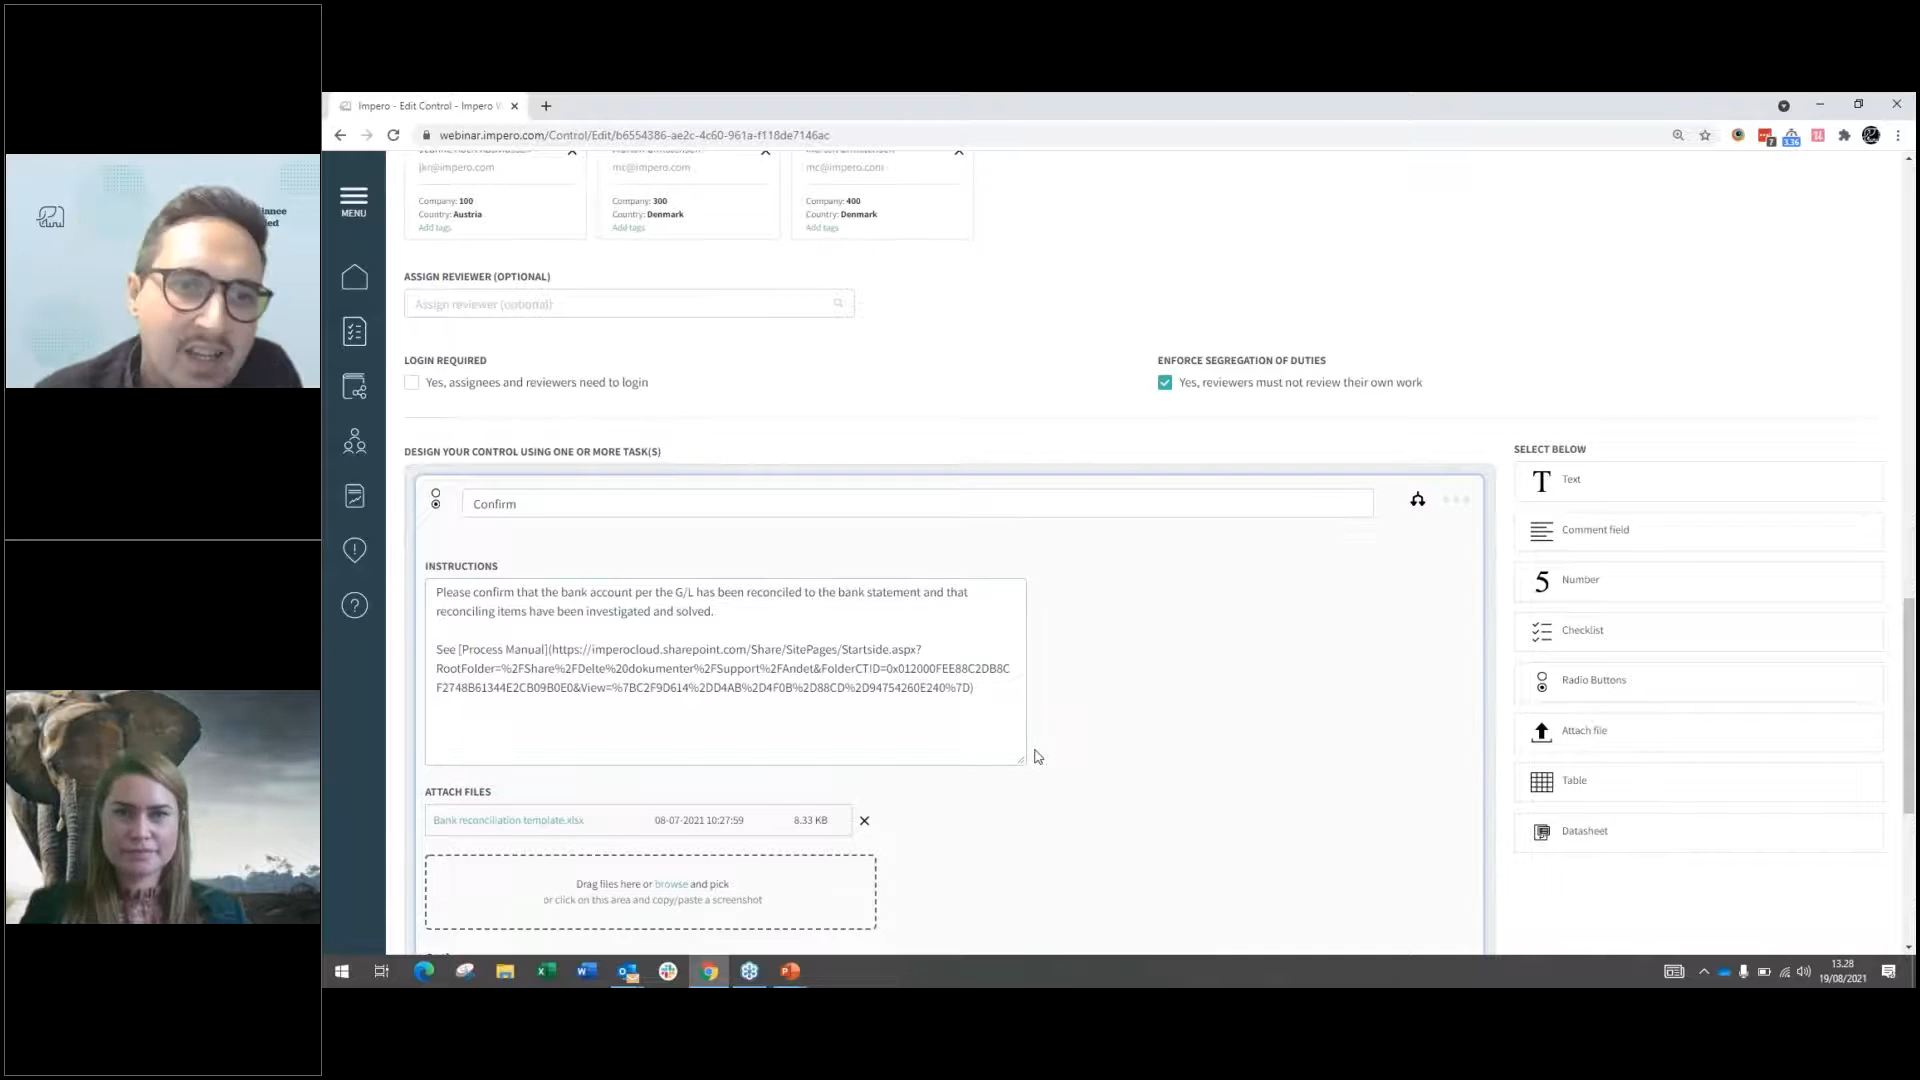 Impero - Edit Control - Impero W
webinar.impero.com/Control/Edit/b6554386-ae2c-4c60-961a-f118de7146ac
MENU
jkr@impero.com
mc@impero.com
mc@impero.com
Company: 100
Country: Austria
Add tags
Company: 300
Country: Denmark
Add tags
Company: 400
Country: Denmark
Add tags
ASSIGN REVIEWER (OPTIONAL)
Assign reviewer (optional)
LOGIN REQUIRED
Yes, assignees and reviewers need to login
ENFORCE SEGREGATION OF DUTIES
Yes, reviewers must not review their own work
DESIGN YOUR CONTROL USING ONE OR MORE TASK(S)
Confirm
INSTRUCTIONS
Please confirm that the bank account per the G/L has been reconciled to the bank statement and that
reconciling items have been investigated and solved.
See [Process Manual](https://imperocloud.sharepoint.com/Share/SitePages/Startside.aspx?
RootFolder=%2FShare%2FDelte%20dokumenter%2FSupport%2FAndet&FolderCTID=0x012000FEE88C2DB8C
F2748B61344E2CB09B0E0&View=%7BC2F9D614%2DD4AB%2D4F0B%2D88CD%2D94754260E240%7D)
ATTACH FILES
Bank reconciliation template.xlsx 08-07-2021 10:27:59 8.33 KB
Drag files here or browse and pick
or click on this area and copy/paste a screenshot
SELECT BELOW
T Text
Comment field
5 Number
Checklist
Radio Buttons
Attach file
Table
Datasheet
7
3.36
13.28
19/08/2021